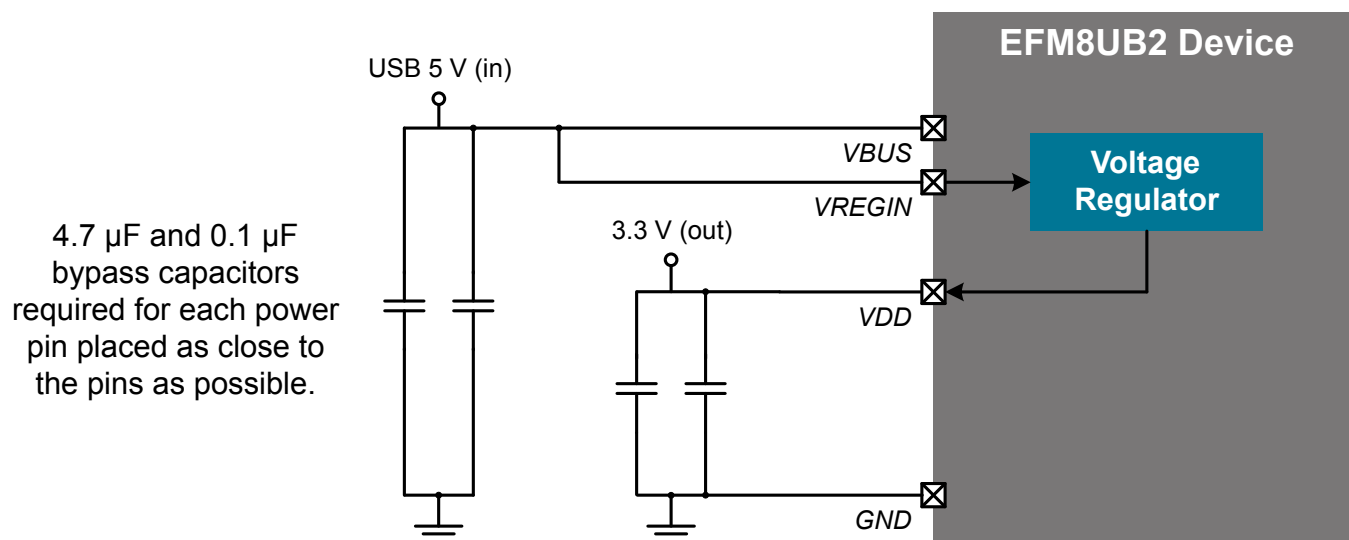 EFM8UB2 Device
USB 5 V (in)
VBUS
Voltage
Regulator
VREGIN
4.7 µF and 0.1 µF
bypass capacitors
required for each power
pin placed as close to
the pins as possible.
3.3 V (out)
VDD
GND